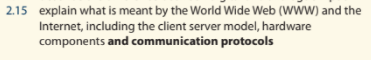 2.15 explain what is meant by the World Wide Web (WWW) and the
Internet, including the client server model, hardware
components and communication protocols